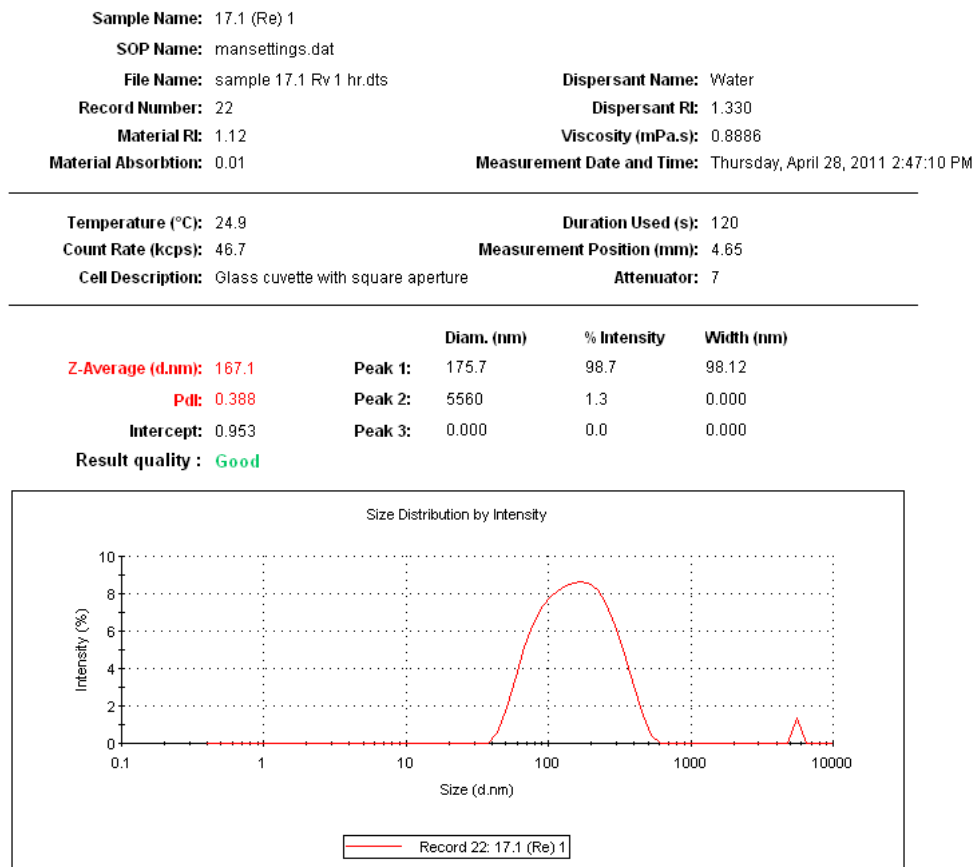 Sample Name: 17.1 (Re) 1
SOP Name: mansettings.dat
File Name: sample 17.1 Rv 1 hr.dts Dispersant Name: Water
Record Number: 22 Dispersant RI: 1.330
Material RI: 1.12 Viscosity (mPa.s): 0.8886
Material Absorbtion: 0.01 Measurement Date and Time: Thursday, April 28, 2011 2:47:10 PM
Temperature (°C): 24.9 Duration Used (s): 120
Count Rate (kcps): 46.7 Measurement Position (mm): 4.65
Cell Description: Glass cuvette with square aperture Attenuator: 7
Diam. (nm) % Intensity Width (nm)
Z-Average (d.nm): 167.1 Peak 1: 175.7 98.7 98.12
PdI: 0.388 Peak 2: 5560 1.3 0.000
Intercept: 0.953 Peak 3: 0.000 0.0 0.000
Result quality : Good
Size Distribution by Intensity
10
8
6
4
2
0
Intensity (%)
0.1 1 10 100 1000 10000
Size (d.nm)
Record 22: 17.1 (Re) 1